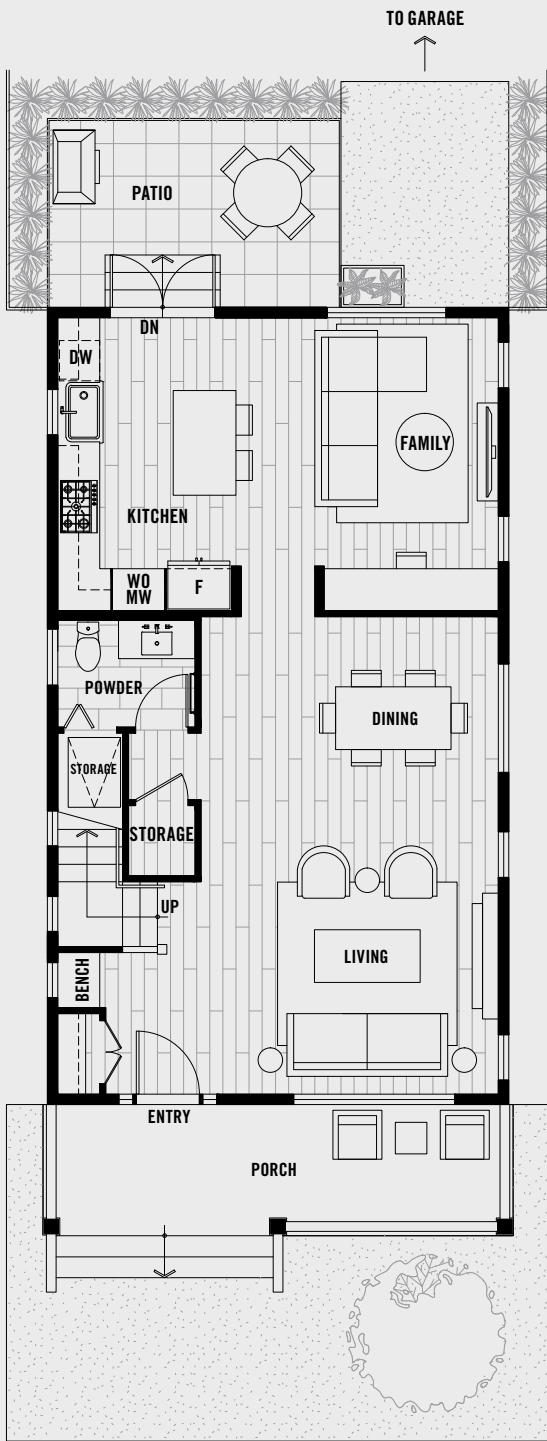 TO GARAGE
PATIO
DN
DW
FAMILY
KITCHEN
WO
MW
F
POWDER
DINING
STORAGE
STORAGE
UP
LIVING
BENCH
ENTRY
PORCH